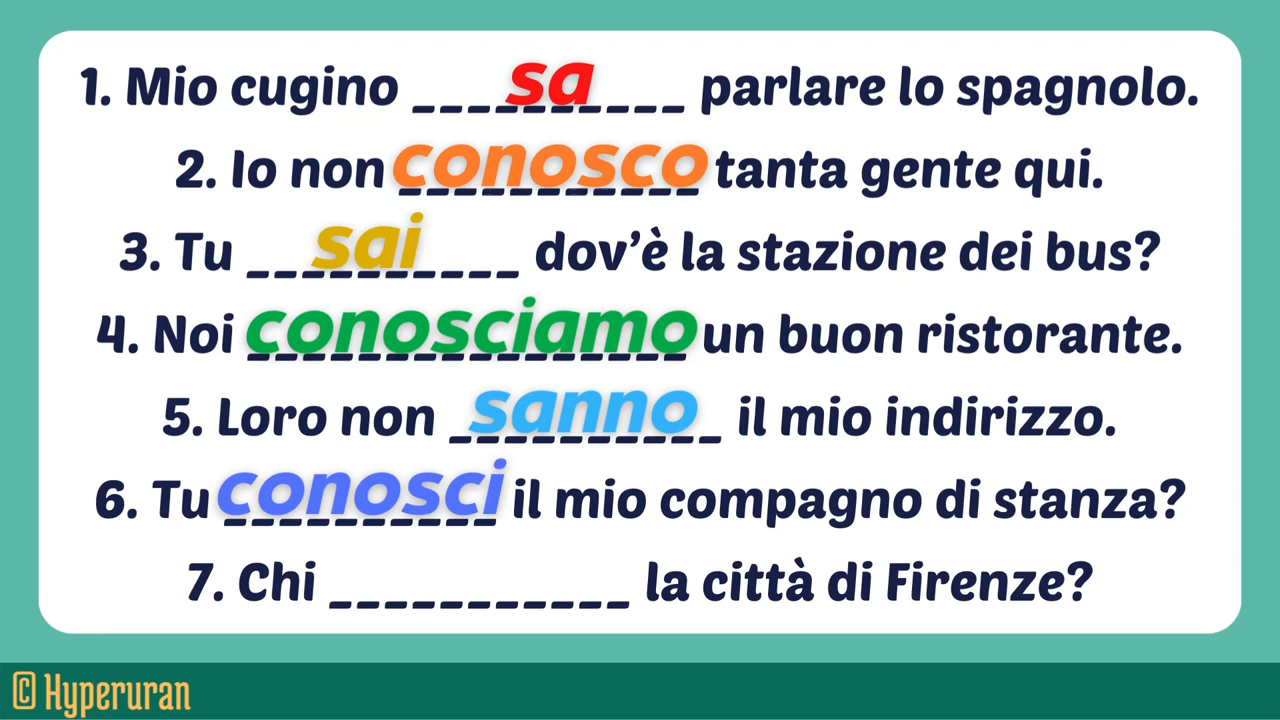 1. Mio cugino sa parlare lo spagnolo.
2. Io non conosco tanta gente qui.
3. Tu sai dov'è la stazione dei bus?
4. Noi conosciamo un buon ristorante.
5. Loro non sanno il mio indirizzo.
6. Tu conosci il mio compagno di stanza?
7. Chi ___________ la città di Firenze?
© Hyperuran